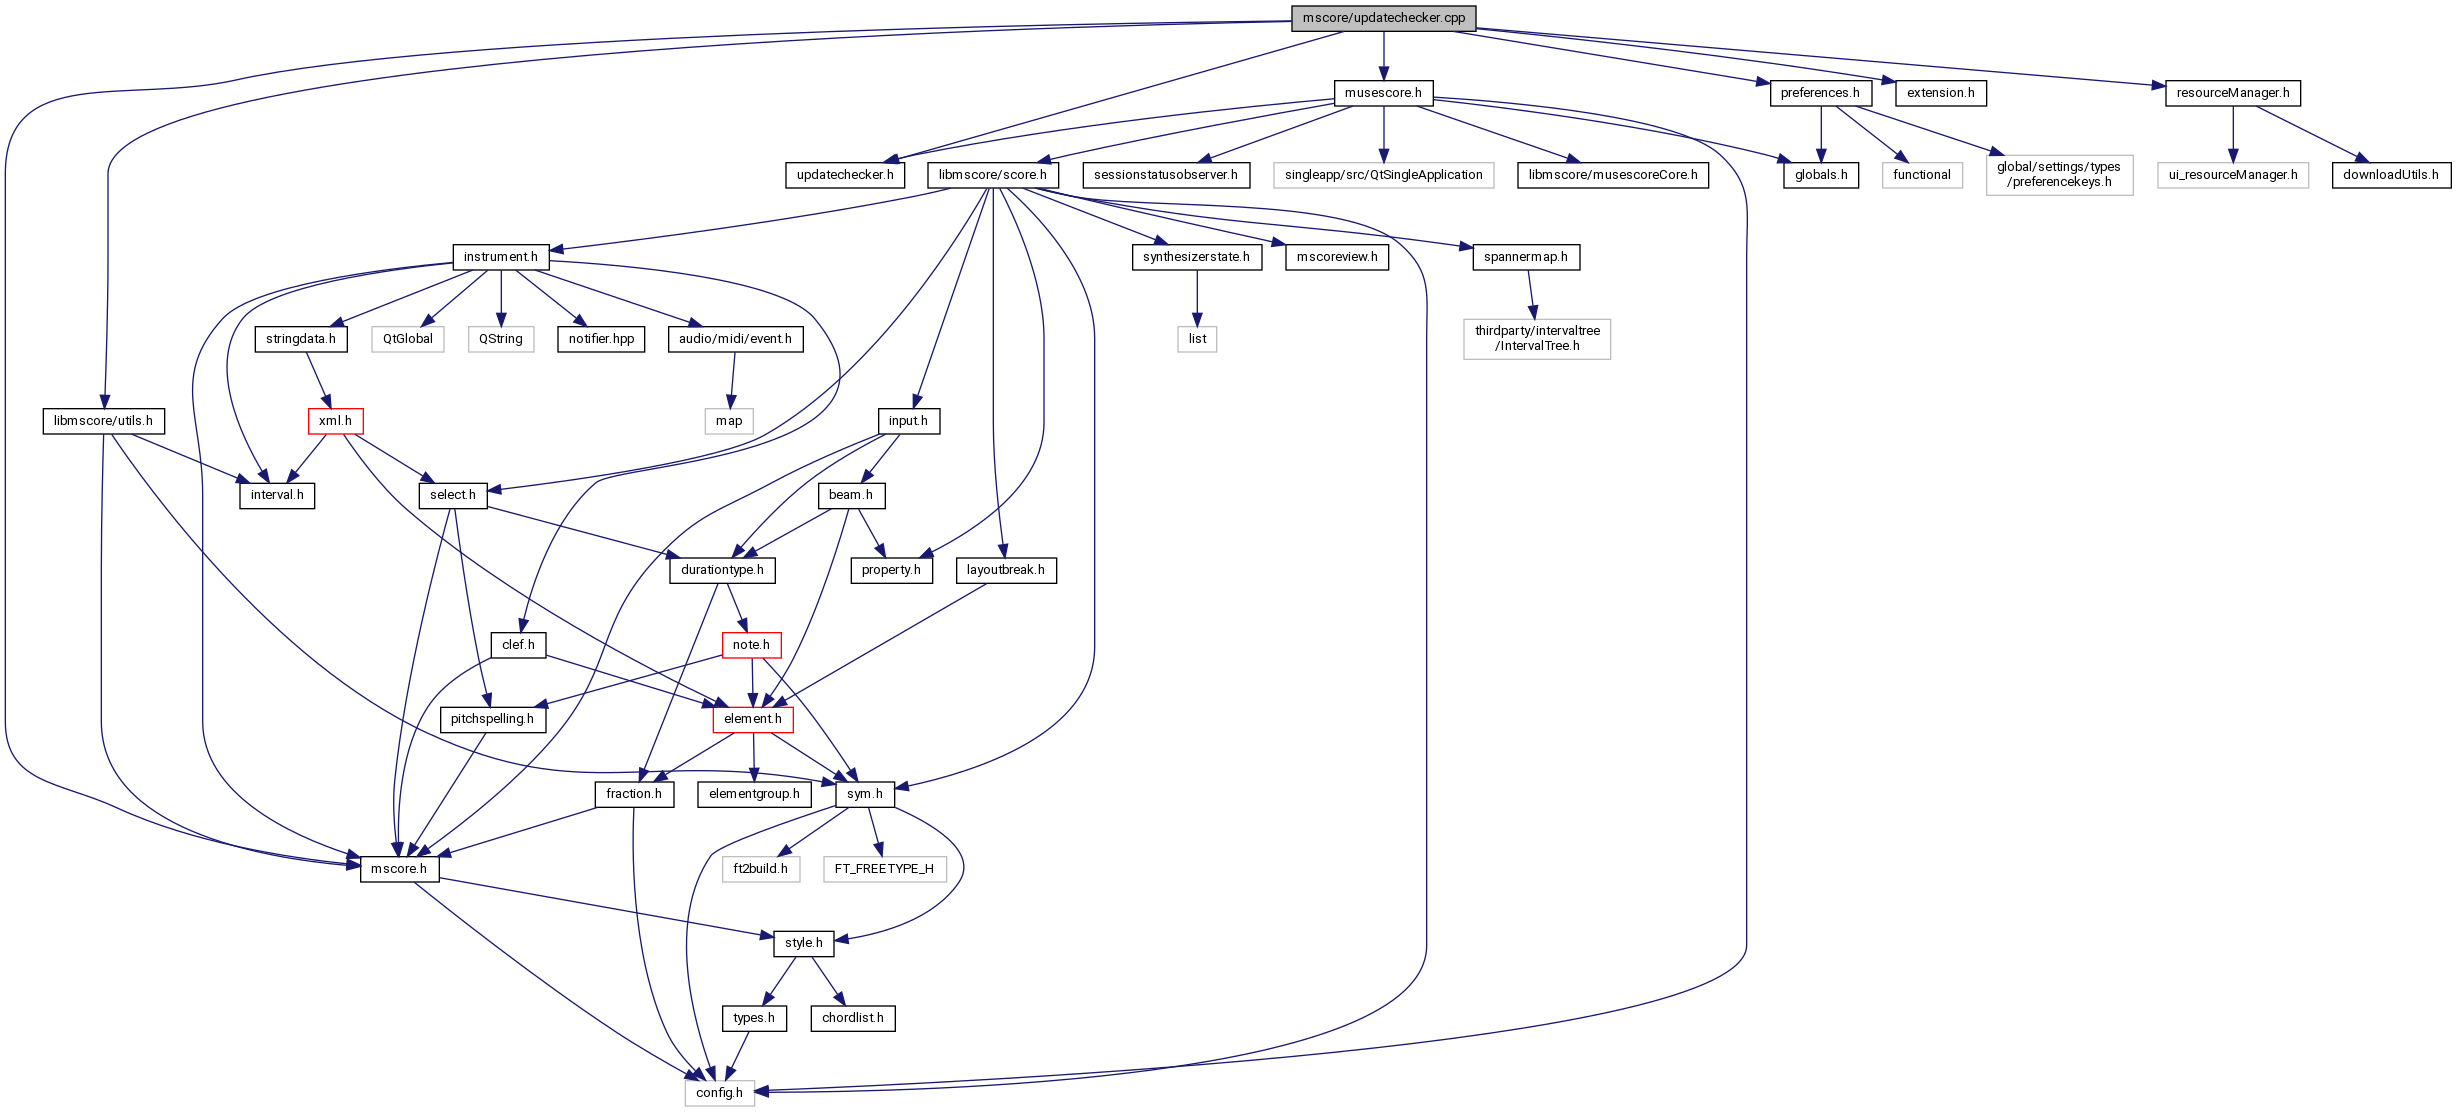 mscore/updatechecker.cpp
musescore.h
preferences.h
extension.h
resourceManager.h
updatechecker.h
libmscore/score.h
sessionstatusobserver.h
singleapp/src/QtSingleApplication
libmscore/musescoreCore.h
globals.h
functional
global/settings/types
/preferencekeys.h
ui_resourceManager.h
downloadUtils.h
instrument.h
synthesizerstate.h
mscoreview.h
spannermap.h
stringdata.h
QtGlobal
QString
notifier.hpp
audio/midi/event.h
list
thirdparty/intervaltree
/IntervalTree.h
libmscore/utils.h
xml.h
map
input.h
interval.h
select.h
beam.h
durationtype.h
property.h
layoutbreak.h
clef.h
note.h
pitchspelling.h
element.h
fraction.h
elementgroup.h
sym.h
mscore.h
ft2build.h
FT_FREETYPE_H
style.h
types.h
chordlist.h
config.h